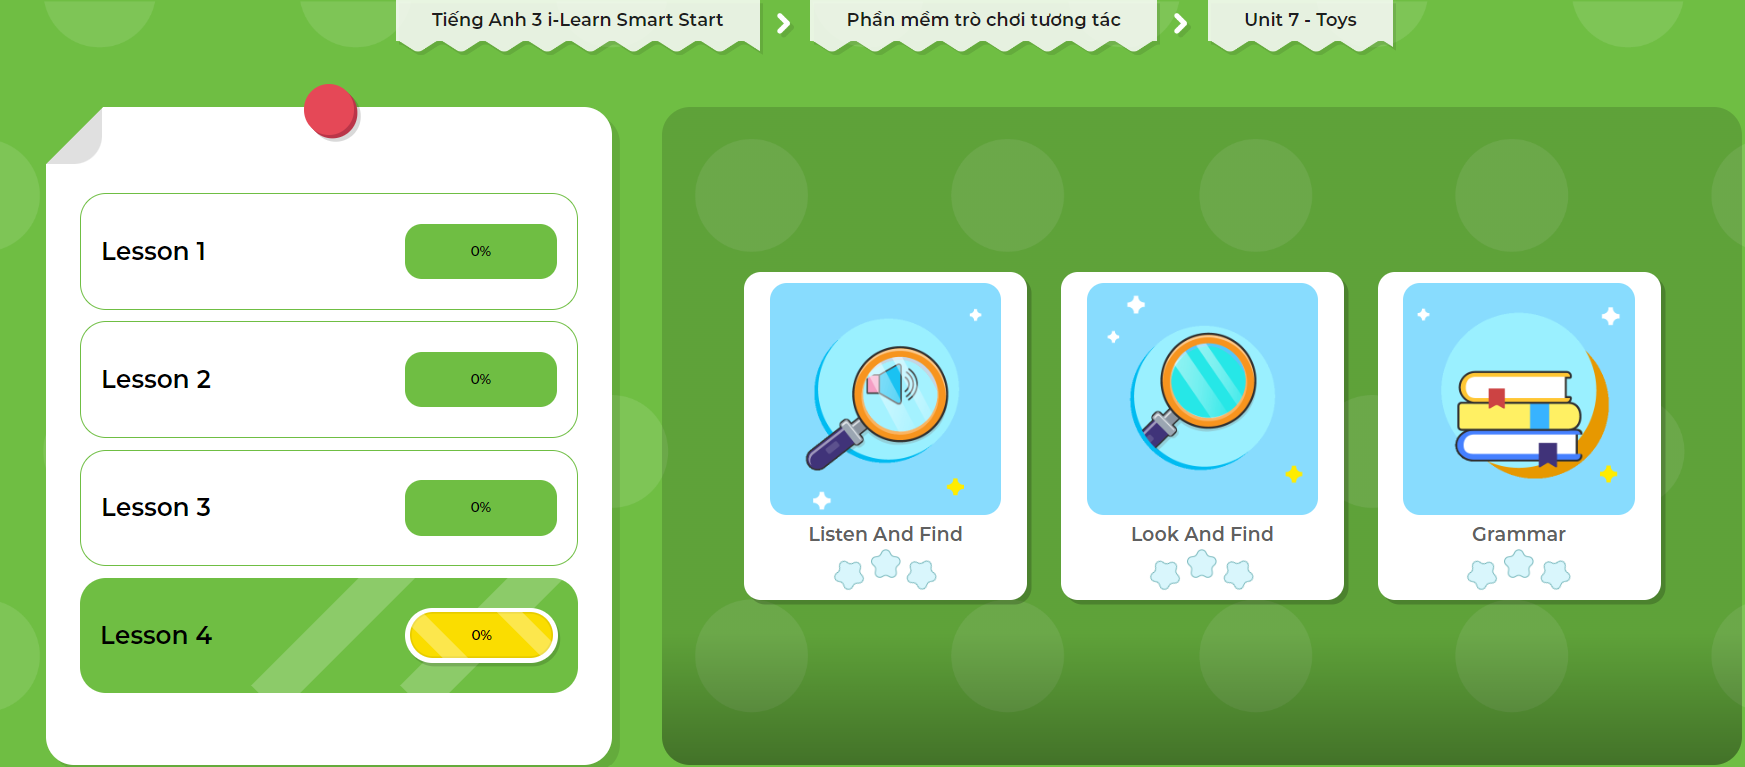 Tiếng Anh 3 i-Learn Smart Start
Phần mềm trò chơi tương tác
Unit 7 - Toys
Lesson 1
0%
Lesson 2
0%
Lesson 3
0%
Lesson 4
0%
Listen And Find
Look And Find
Grammar